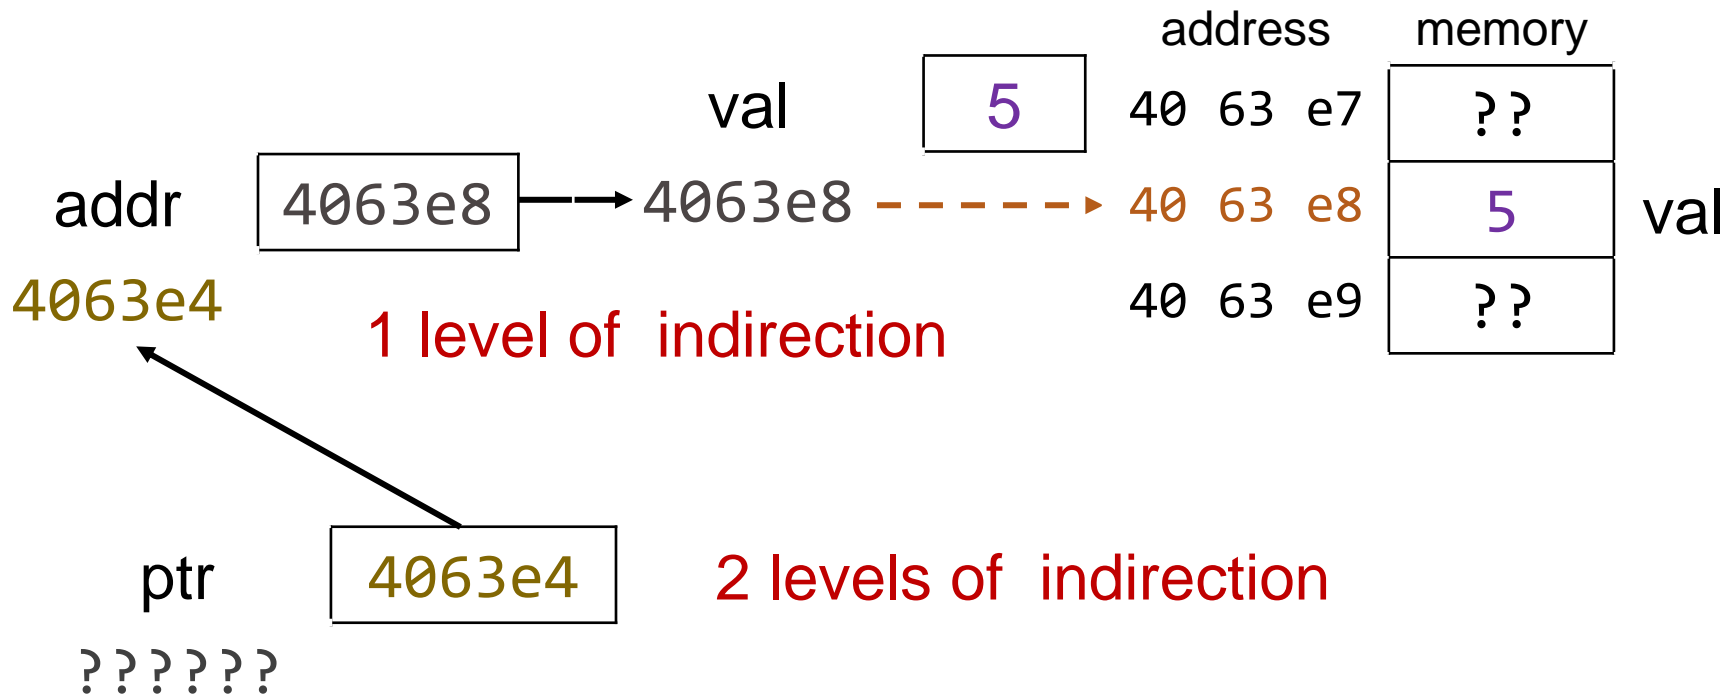 address memory
val 5 40 63 e7 ??
addr 4063e8 4063e8 40 63 e8 5 val
4063e4 40 63 e9 ??
1 level of indirection
ptr 4063e4 2 levels of indirection
??????